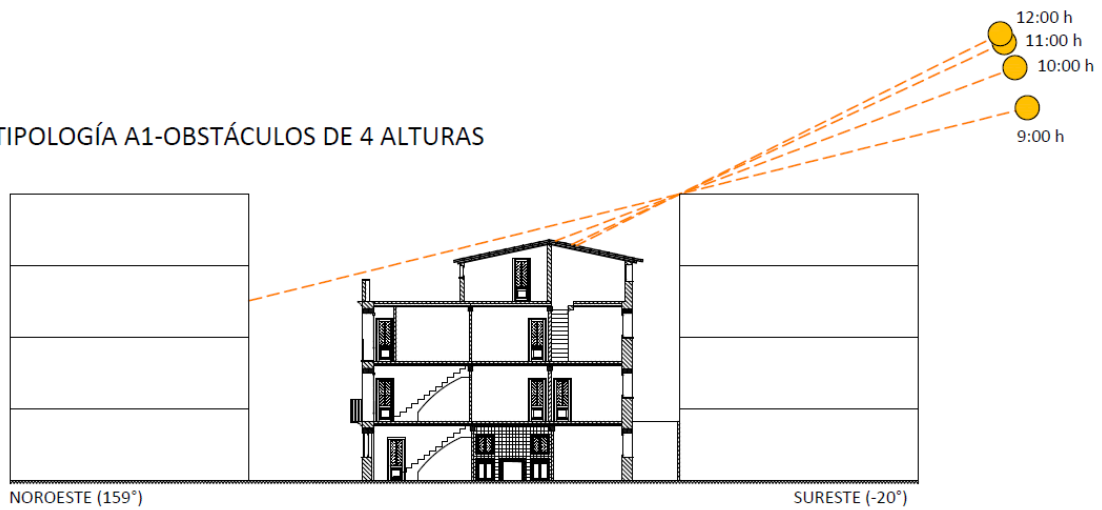 12:00 h
11:00 h
10:00 h
9:00 h
TIPOLOGÍA A1-OBSTÁCULOS DE 4 ALTURAS
NOROESTE (159°)
SURESTE (-20°)